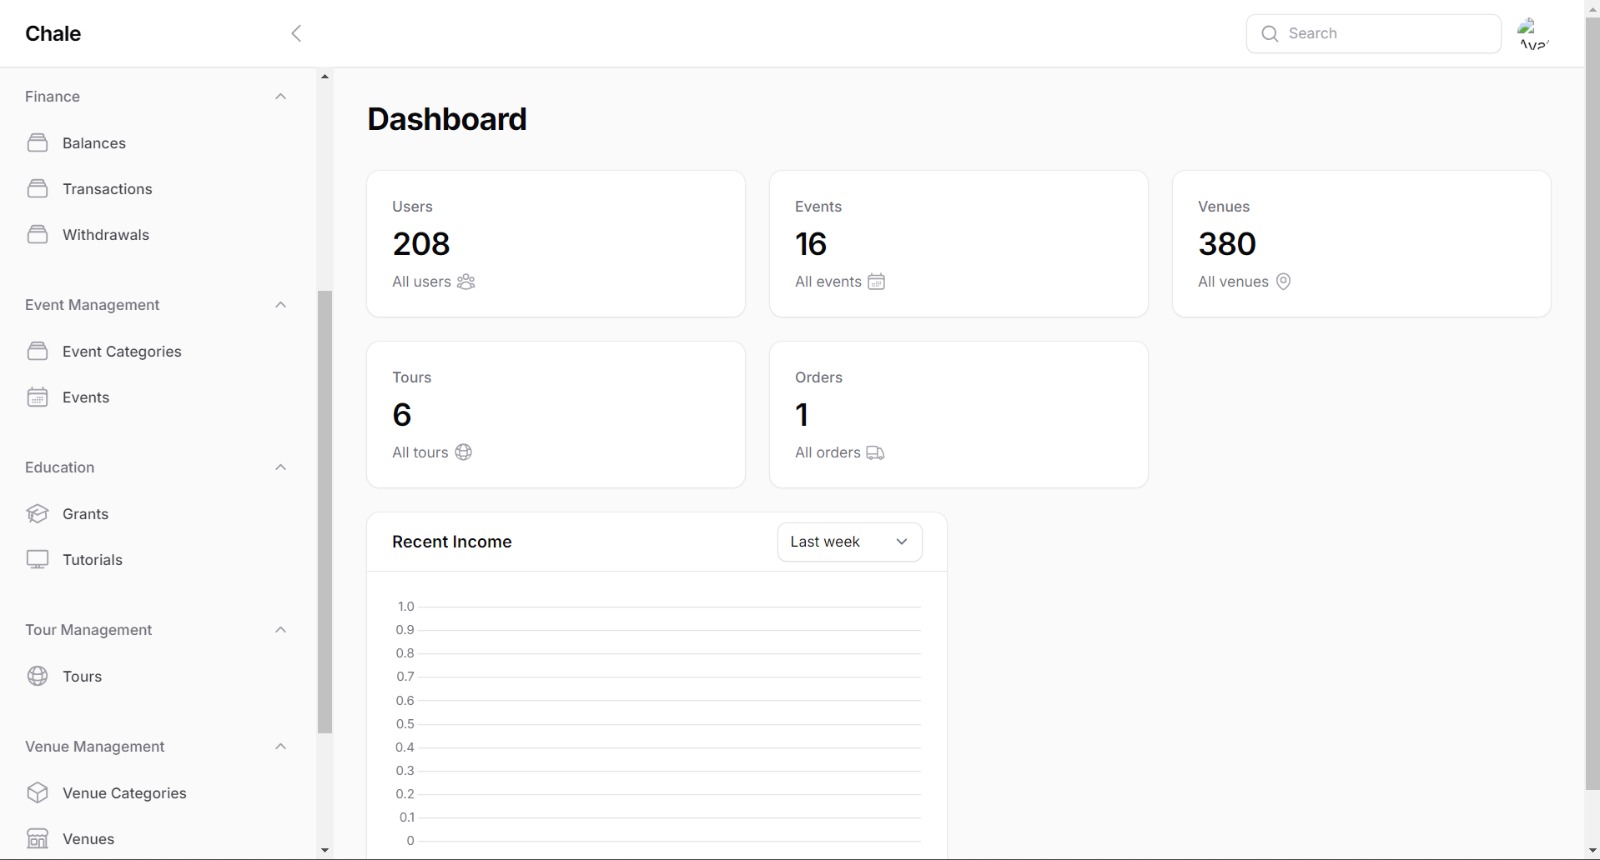 Chale
Search
Ava
Finance
Balances
Transactions
Withdrawals
Event Management
Event Categories
Events
Education
Grants
Tutorials
Tour Management
Tours
Venue Management
Venue Categories
Venues
Dashboard
Users
208
All users
Events
16
All events
Venues
380
All venues
Tours
6
All tours
Orders
1
All orders
Recent Income
Last week
1.0
0.9
0.8
0.7
0.6
0.5
0.4
0.3
0.2
0.1
0